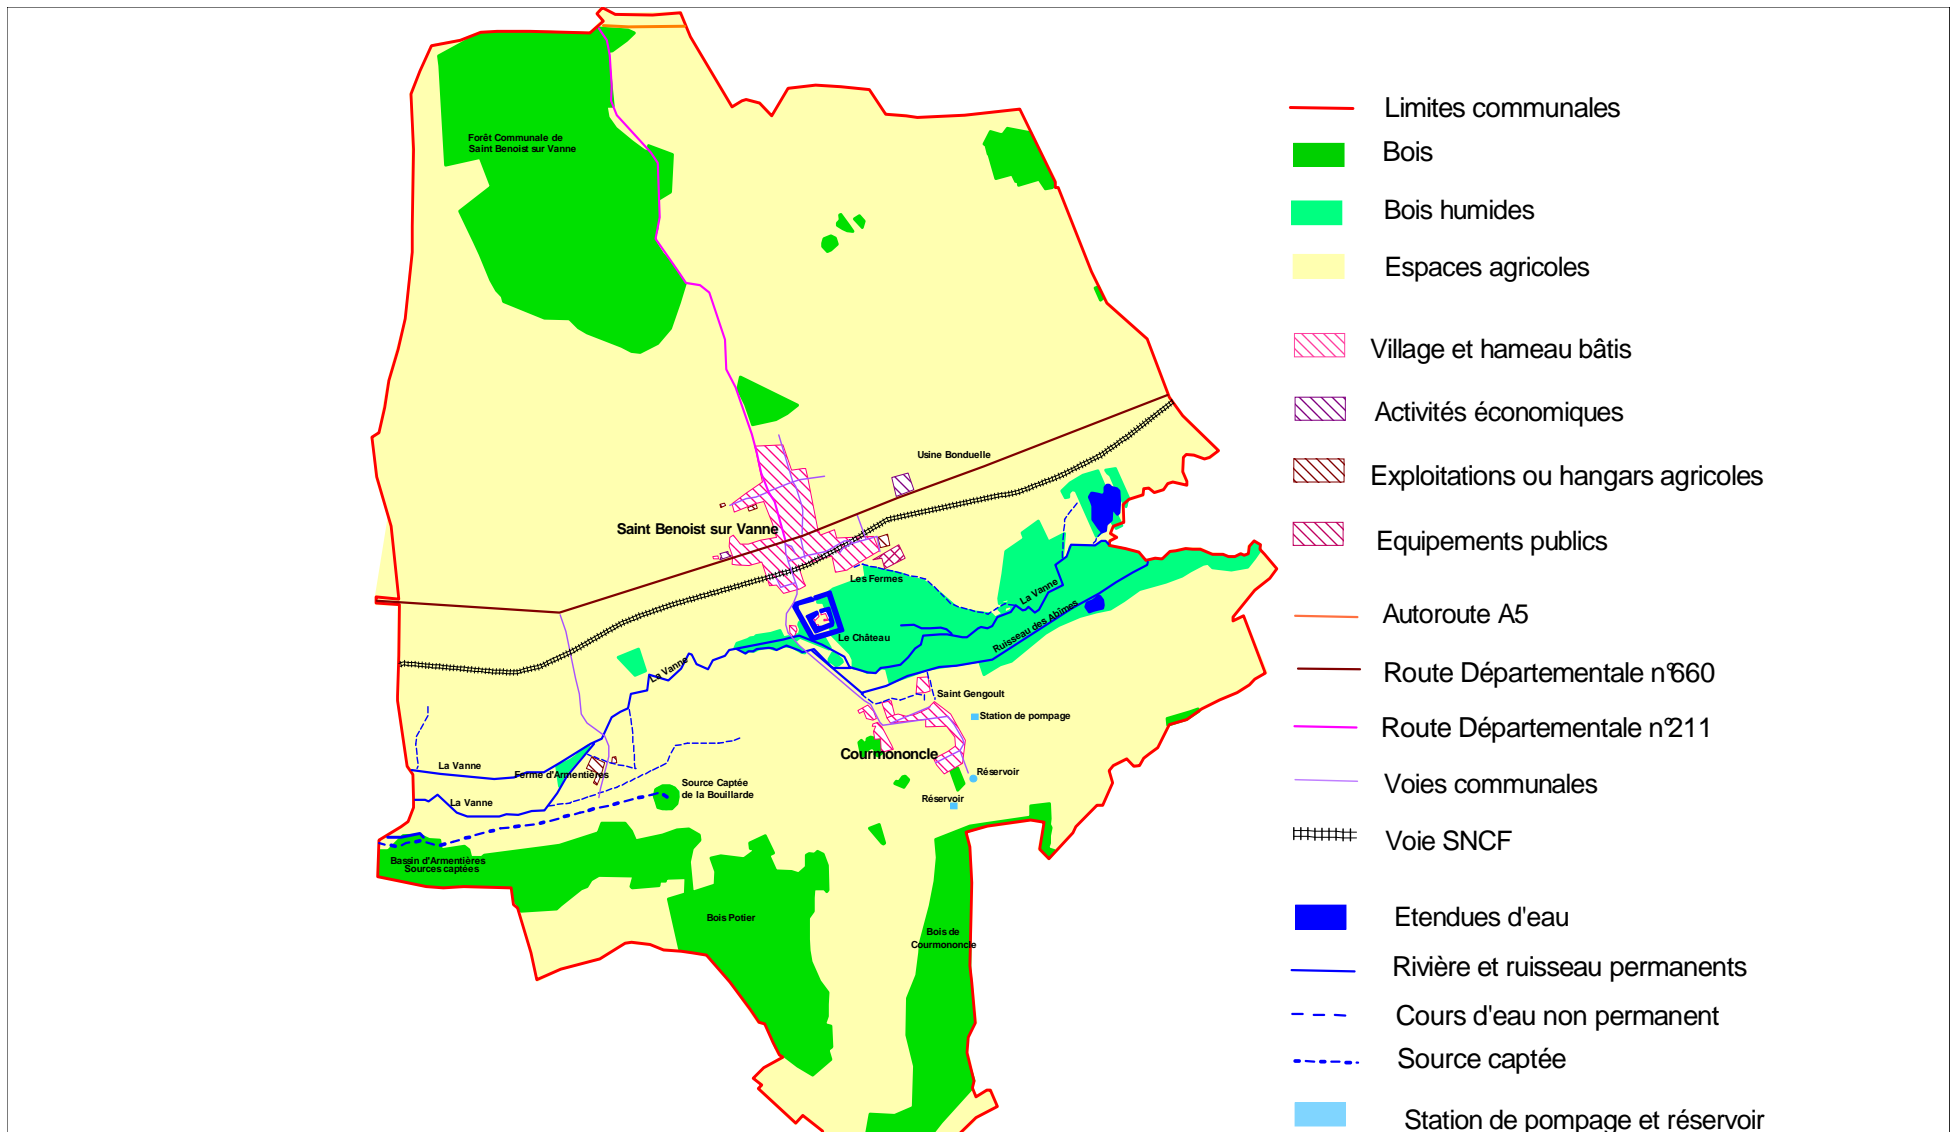 Forêt Communale de
Saint Benoist sur Vanne
Usine Bonduelle
Saint Benoist sur Vanne
Les Fermes
La Vanne
Ruisseau des Abîmes
Le Château
La Vanne
Saint Gengoult
Station de pompage
Courmononcle
La Vanne
Ferme d'Armentières
Réservoir
Source Captée
de la Bouillarde
La Vanne
Réservoir
Bassin d'Armentières
Sources captées
Bois Potier
Bois de
Courmononcle
Limites communales
Bois
Bois humides
Espaces agricoles
Village et hameau bâtis
Activités économiques
Exploitations ou hangars agricoles
Equipements publics
Autoroute A5
Route Départementale n°660
Route Départementale n°211
Voies communales
Voie SNCF
Etendues d'eau
Rivière et ruisseau permanents
Cours d'eau non permanent
Source captée
Station de pompage et réservoir